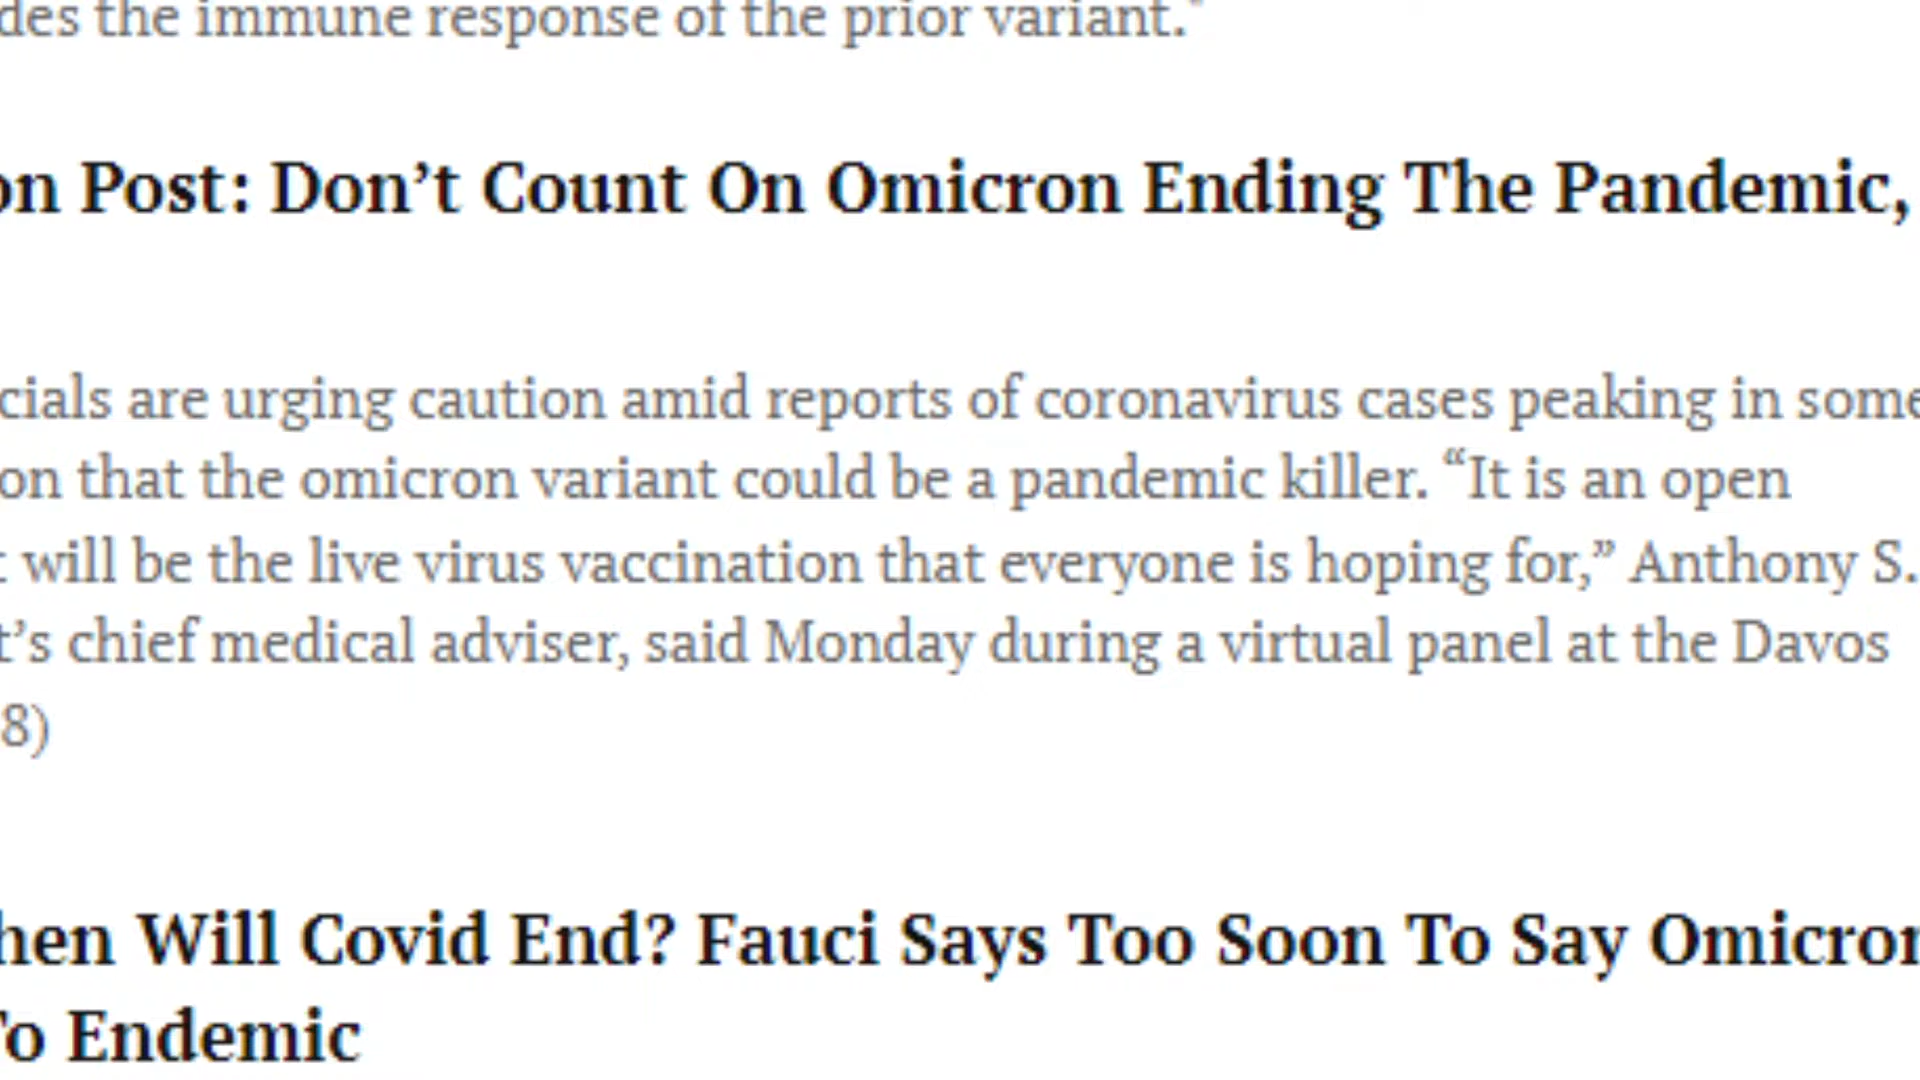 des the immune response of the prior variant."
on Post: Don’t Count On Omicron Ending The Pandemic,
cials are urging caution amid reports of coronavirus cases peaking in some
on that the omicron variant could be a pandemic killer. “It is an open
t will be the live virus vaccination that everyone is hoping for,” Anthony S.
t’s chief medical adviser, said Monday during a virtual panel at the Davos
8)
hen Will Covid End? Fauci Says Too Soon To Say Omicron
To Endemic